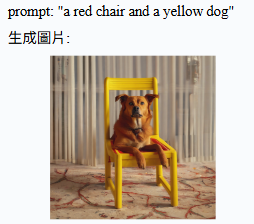 prompt: "a red chair and a yellow dog"
生成圖片: